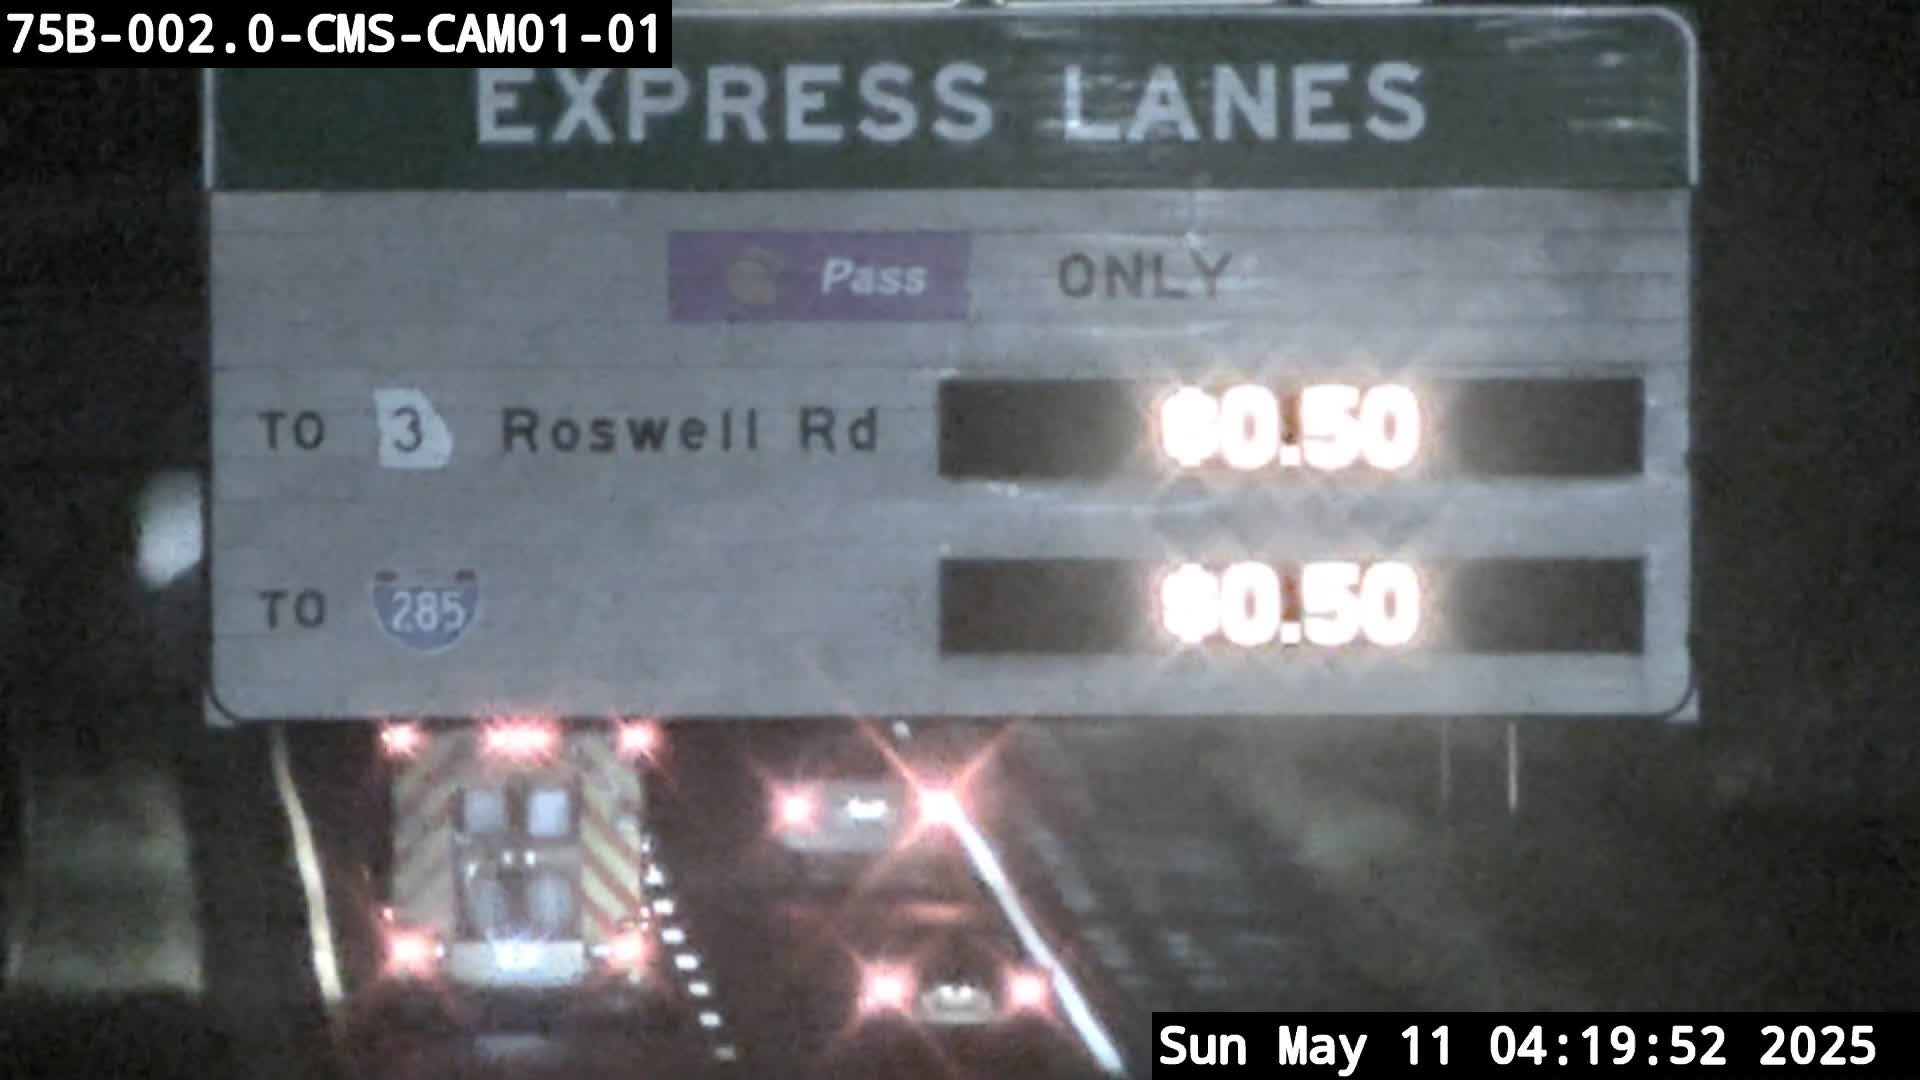 75B-002.0-CMS-CAM01-01
EXPRESS LANES
Pass ONLY
TO 3 Roswell Rd $0.50
TO 285 $0.50
Sun May 11 04:19:52 2025